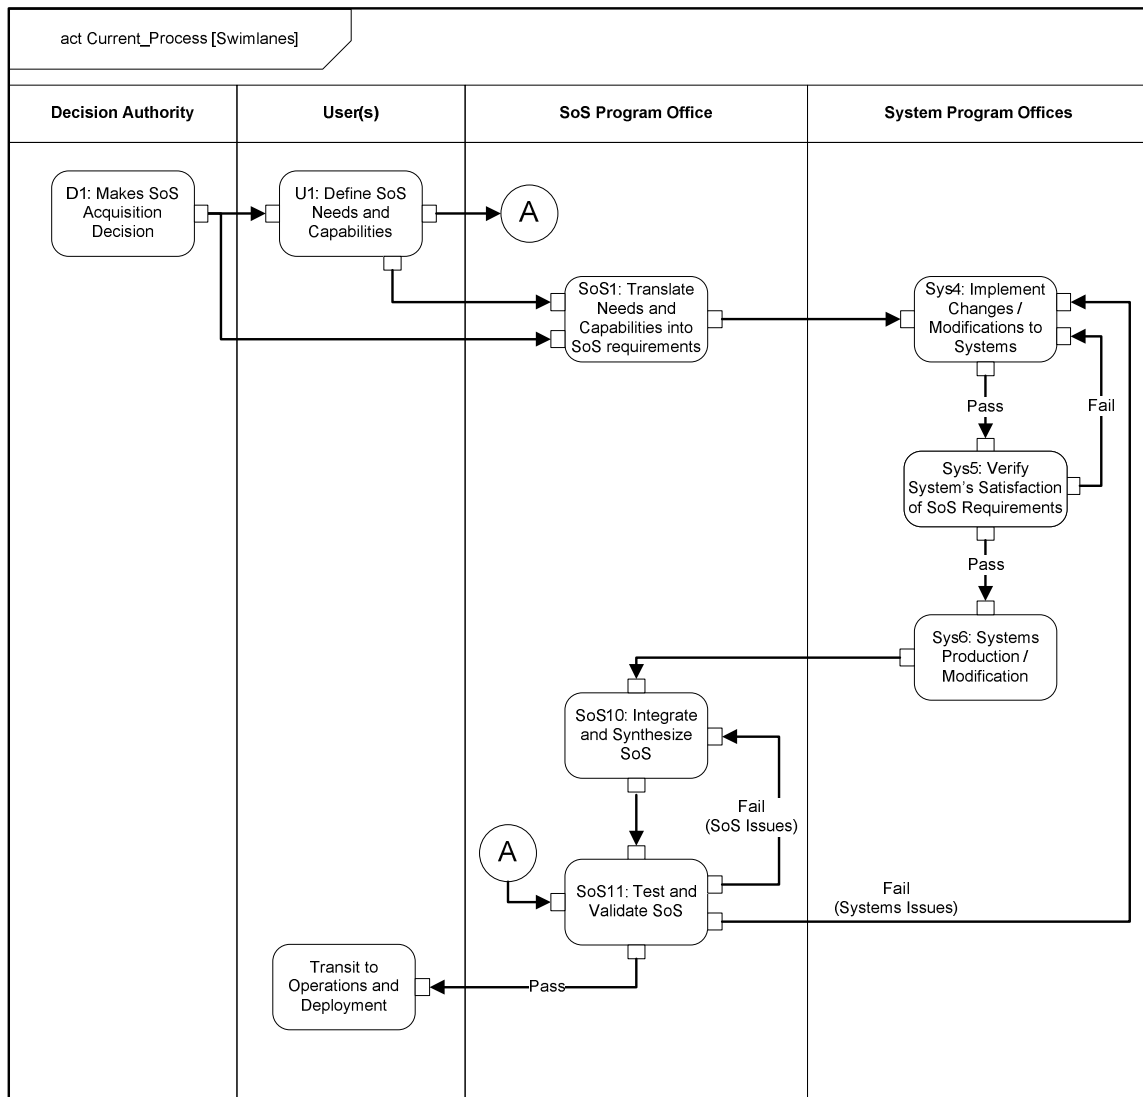 act Current_Process [Swimlanes]
Decision Authority
User(s)
SoS Program Office
System Program Offices
D1: Makes SoS
Acquisition
Decision
U1: Define SoS
Needs and
Capabilities
A
SoS1: Translate
Needs and
Capabilities into
SoS requirements
Sys4: Implement
Changes /
Modifications to
Systems
Pass
Fail
Sys5: Verify
System's Satisfaction
of SoS Requirements
Pass
Sys6: Systems
Production /
Modification
SoS10: Integrate
and Synthesize
SoS
Fail
(SoS Issues)
A
SoS11: Test and
Validate SoS
Fail
(Systems Issues)
Transit to
Operations and
Deployment
Pass